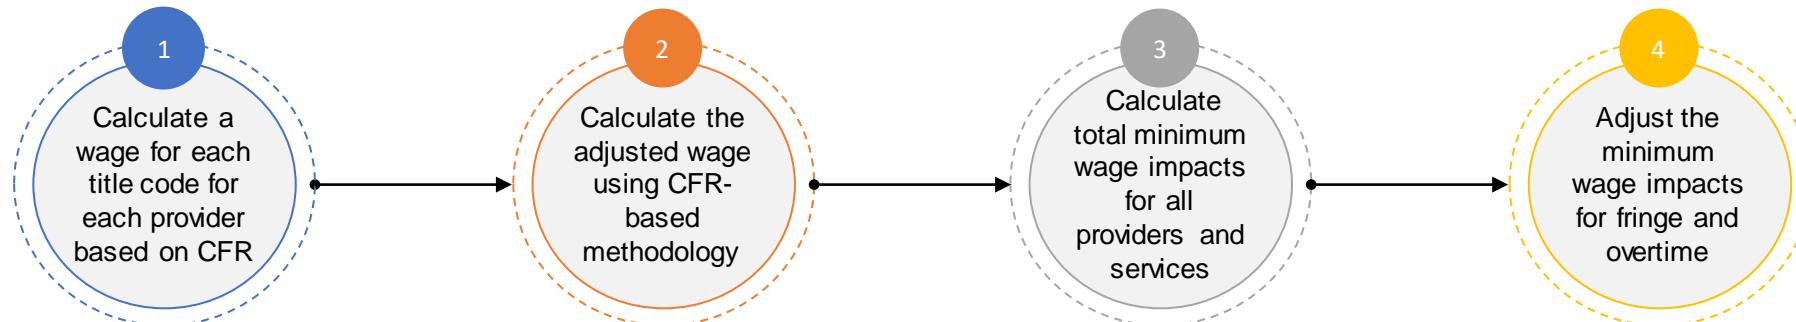 1
Calculate a
wage for each
title code for
each provider
based on CFR
2
Calculate the
adjusted wage
using CFR-
based
methodology
3
Calculate
total minimum
wage impacts
for all
providers and
services
4
Adjust the
minimum
wage impacts
for fringe and
overtime